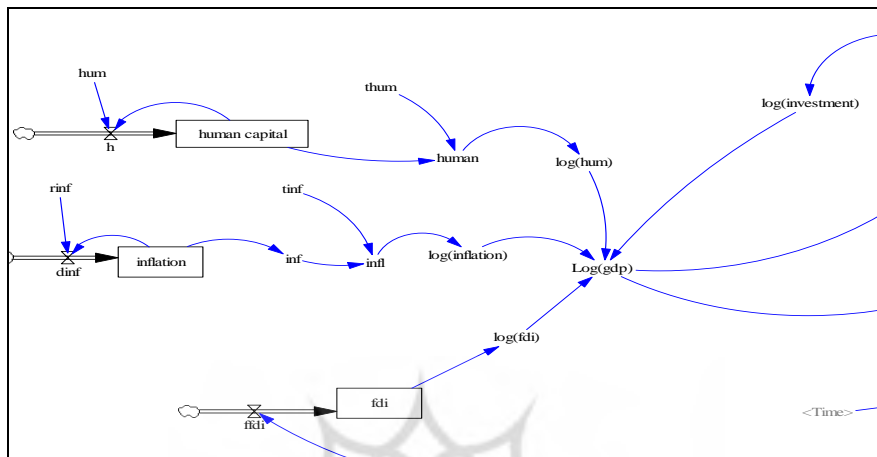 hum
thum
log(investment)
human capital
h
human
log(hum)
rinf
tinf
inflation
dinf
inf
infl
log(inflation)
Log(gdp)
log(fdi)
fdi
ffdi
<Time>